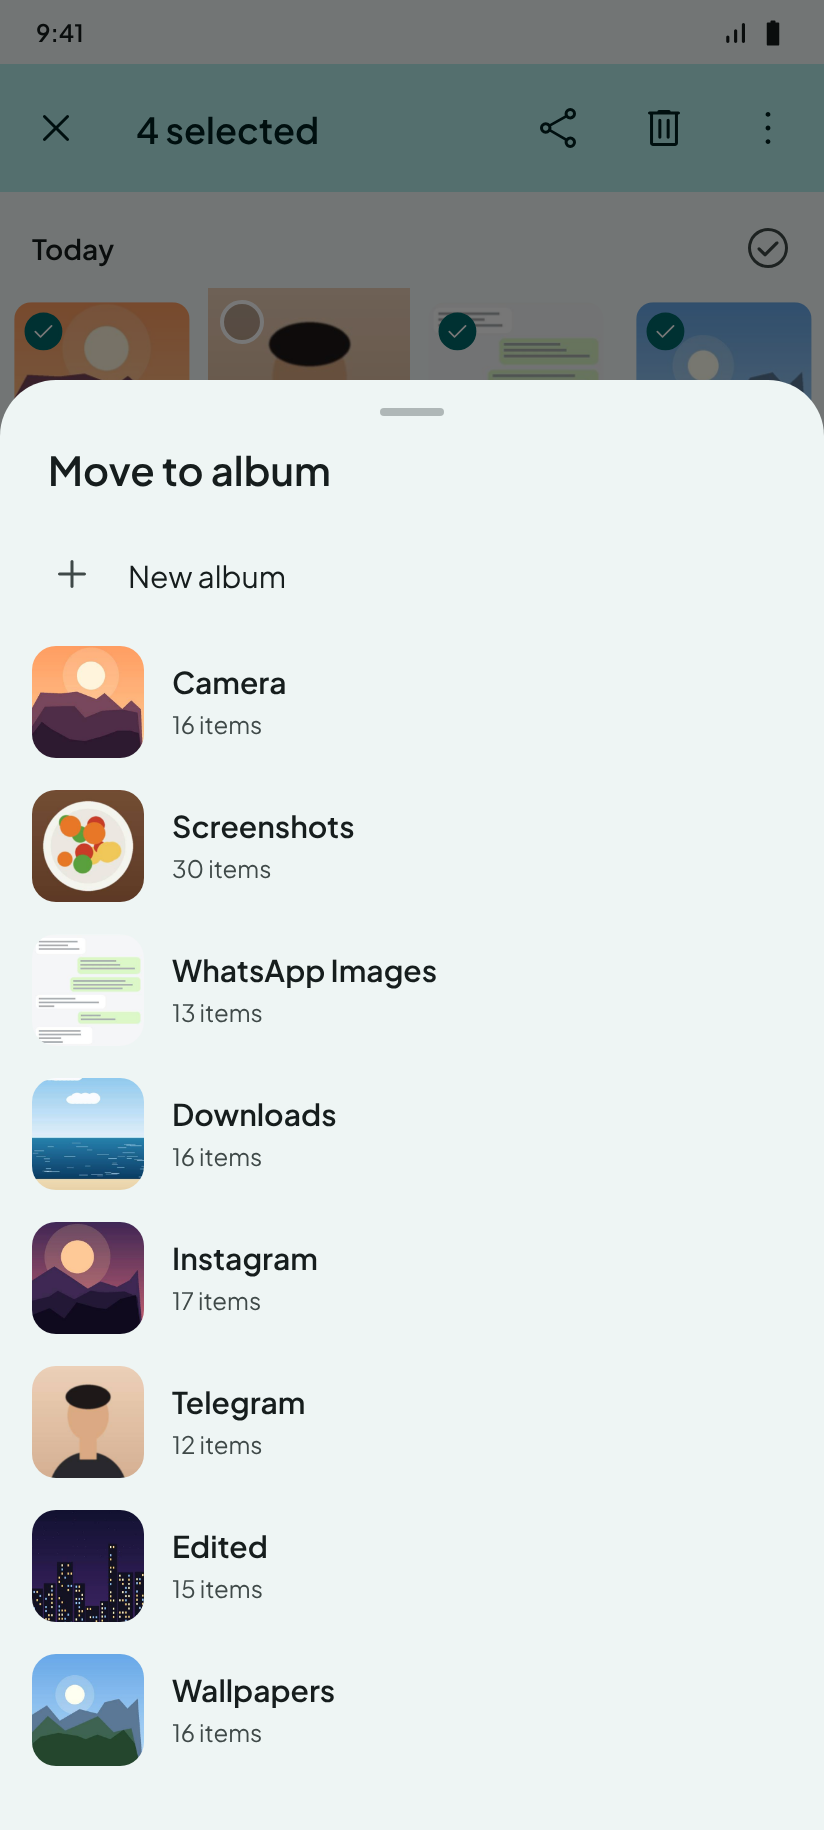 9:41
4 selected
Today
Move to album
New album
Camera
16 items
Screenshots
30 items
WhatsApp Images
13 items
Downloads
16 items
Instagram
17 items
Telegram
12 items
Edited
15 items
Wallpapers
16 items